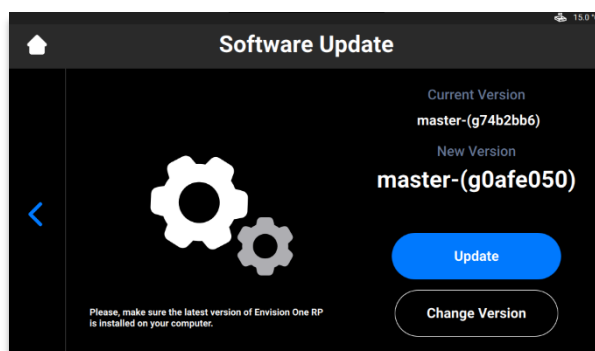 15.0
Software Update
Current Version
master-(g74b2bb6)
New Version
master-(g0afe050)
Update
Please, make sure the latest version of Envision One RP
is installed on your computer.
Change Version